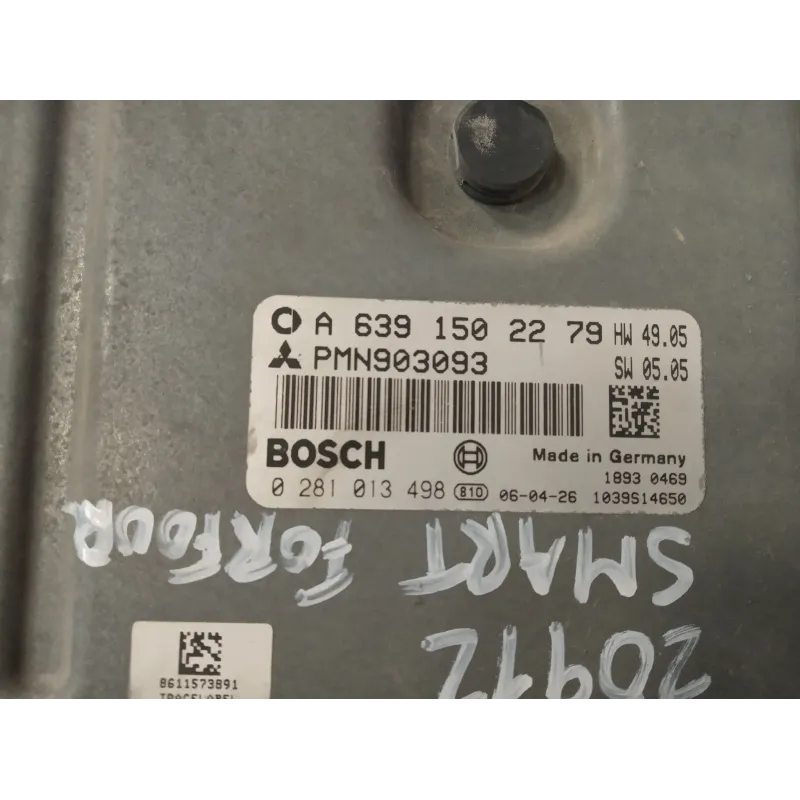 A 639 150 22 79 HW 49.05
PMN903093 SW 05.05
BOSCH Made in Germany
1893 0469
0 281 013 498 810 06-04-26 1039S14650
SMART FORFOUR
20912
8611573891
TRACELABEL